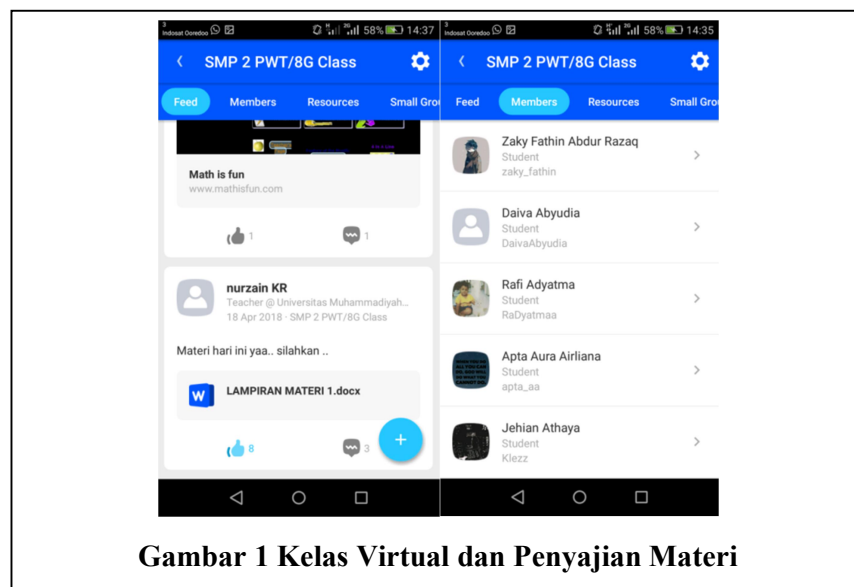 3
Indosat Ooredoo
58% 14:37
SMP 2 PWT/8G Class
Feed Members Resources Small Grou
Math is fun
www.mathisfun.com
1 1
nurzain KR
Teacher @ Universitas Muhammadiyah...
18 Apr 2018 · SMP 2 PWT/8G Class
Materi hari ini yaa.. silahkan ..
W LAMPIRAN MATERI 1.docx
8 3
+
3
Indosat Ooredoo
58% 14:35
SMP 2 PWT/8G Class
Feed Members Resources Small Grou
Zaky Fathin Abdur Razaq
Student
zaky_fathin
Daiva Abyudia
Student
DaivaAbyudia
Rafi Adyatma
Student
RaDyatmaa
Apta Aura Airliana
Student
apta_aa
Jehian Athaya
Student
Klezz
Gambar 1 Kelas Virtual dan Penyajian Materi